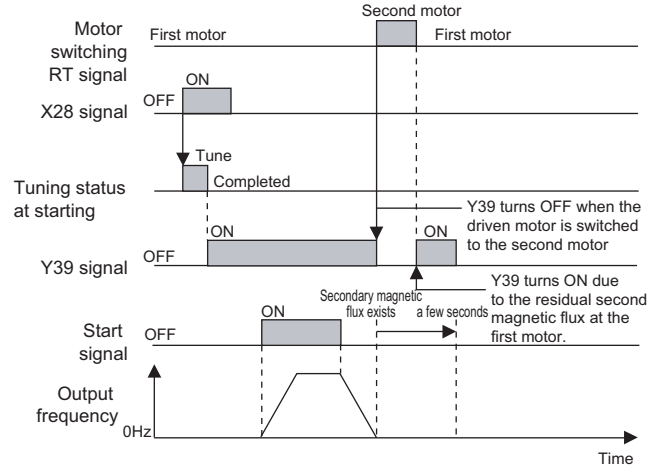 Second motor
Motor
switching
RT signal
First motor
First motor
ON
X28 signal
OFF
Tune
Completed
Tuning status
at starting
Y39 turns OFF when the
driven motor is switched
to the second motor
ON
ON
Y39 signal
OFF
Y39 turns ON due
to the residual second
magnetic flux at the
first motor.
Secondary magnetic
flux exists
a few seconds
ON
Start
signal
OFF
Output
frequency
0Hz
Time